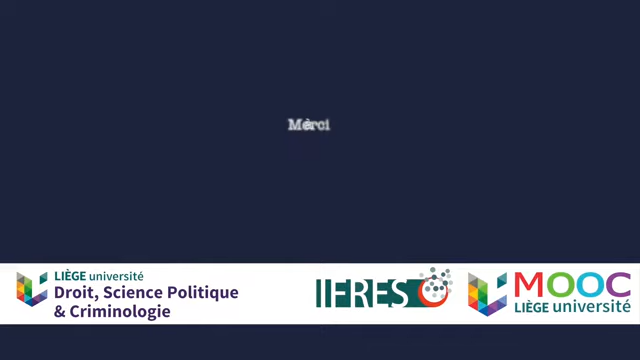 Merci
LIÈGE université
Droit, Science Politique
& Criminologie
IFRES
MOOC
LIÈGE université